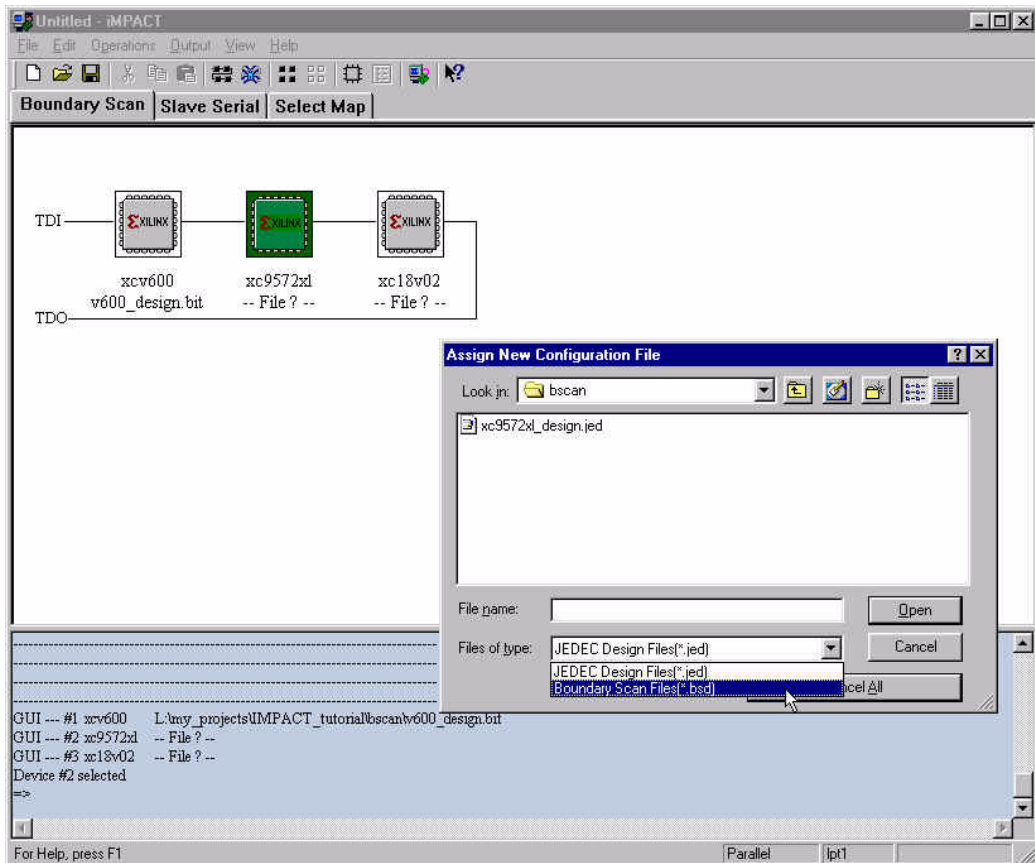 Untitled - iMPACT
File Edit Operations Output View Help
Boundary Scan Slave Serial Select Map
TDI
XILINX XILINX XILINX
xcv600 xc9572xl xc18v02
v600_design.bit -- File ? -- -- File ? --
TDO
Assign New Configuration File
Look in: bscan
xc9572xl_design.jed
File name: Open
Files of type: JEDEC Design Files(*.jed) Cancel
JEDEC Design Files(*.jed)
Boundary Scan Files(*.bsd) ncel All
GUI --- #1 xcv600 L:\my_projects\IMPACT_tutorial\bscan\v600_design.bit
GUI --- #2 xc9572xl -- File ? --
GUI --- #3 xc18v02 -- File ? --
Device #2 selected
=>
For Help, press F1 Parallel lpt1